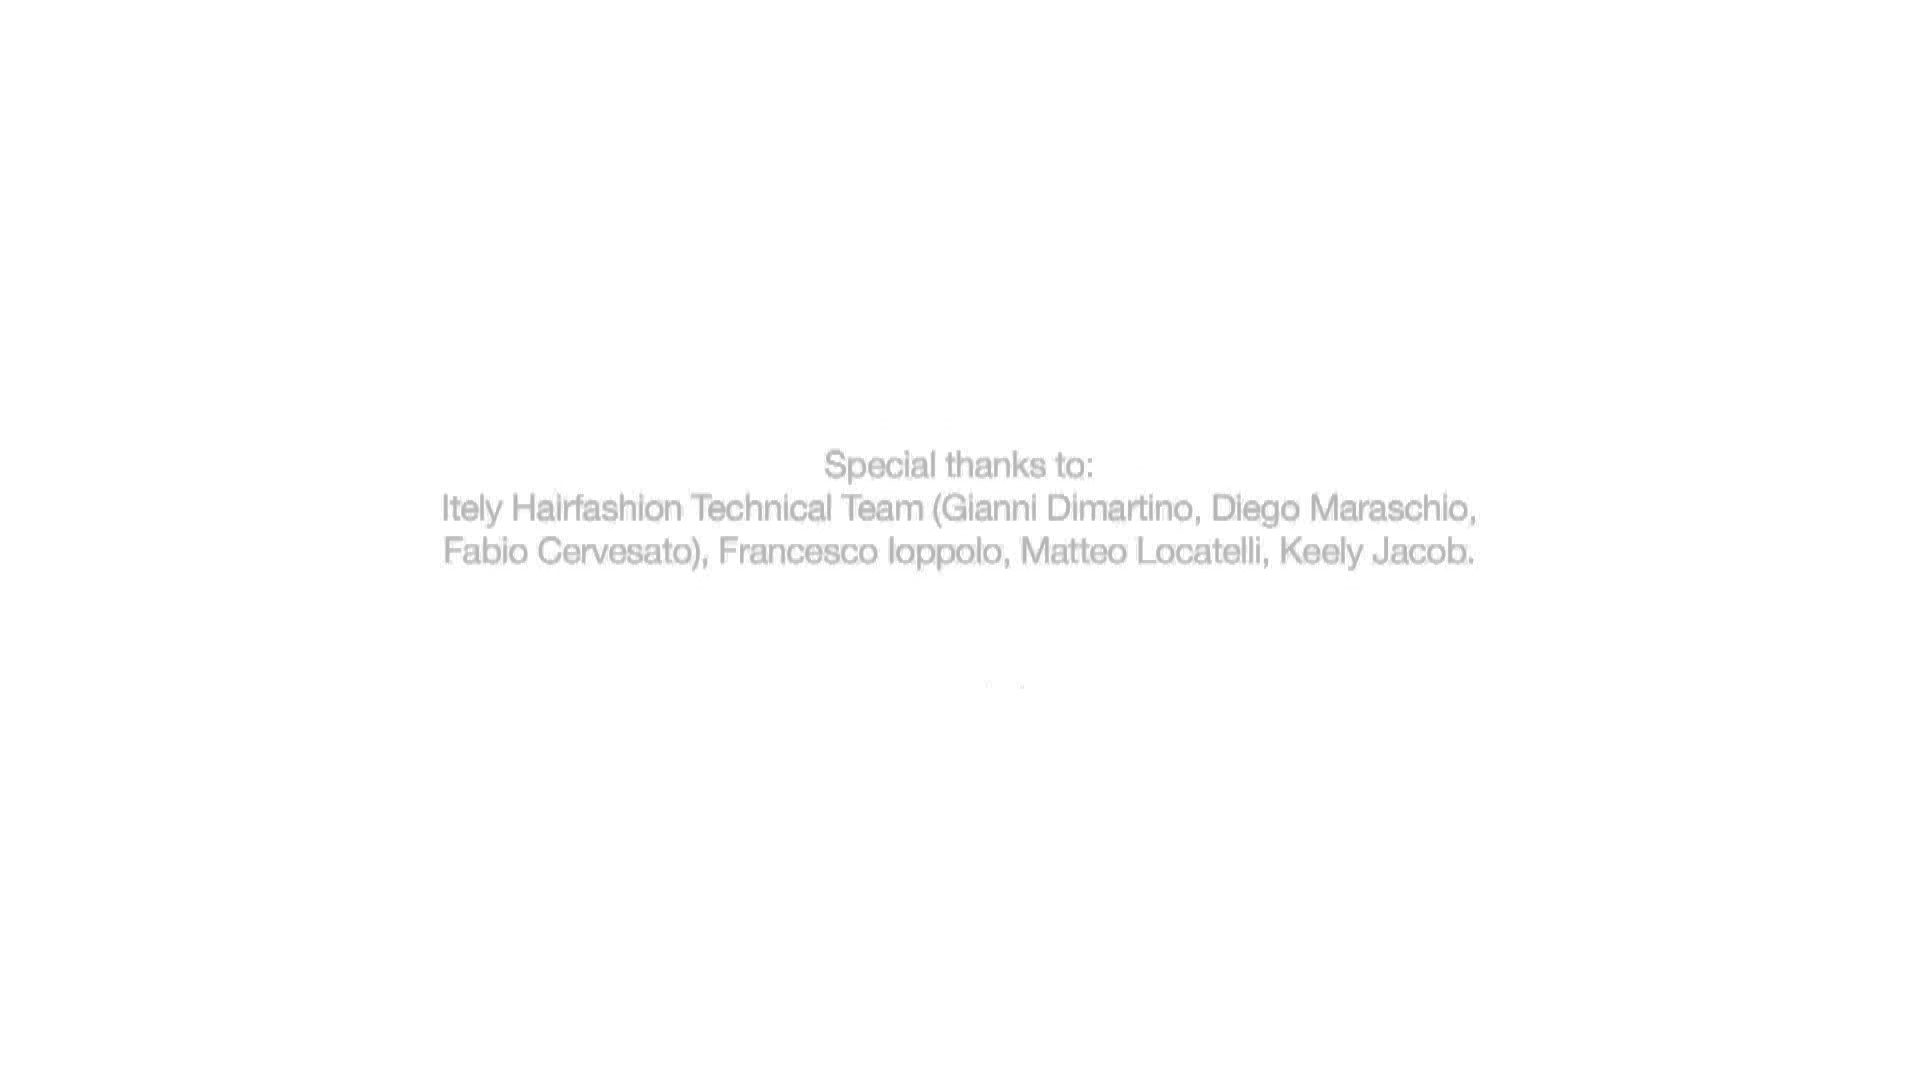 Special thanks to:
Itely Hairfashion Technical Team (Gianni Dimartino, Diego Maraschio,
Fabio Cervesato), Francesco Ioppolo, Matteo Locatelli, Keely Jacob.